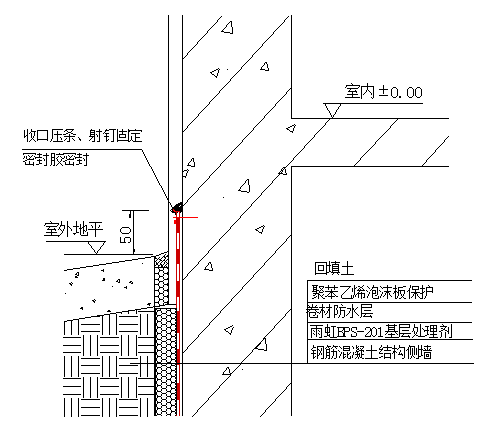 室内±0.00
收口压条、射钉固定
密封胶密封
室外地平
50
回填土
聚苯乙烯泡沫板保护
卷材防水层
雨虹BPS-201基层处理剂
钢筋混凝土结构侧墙